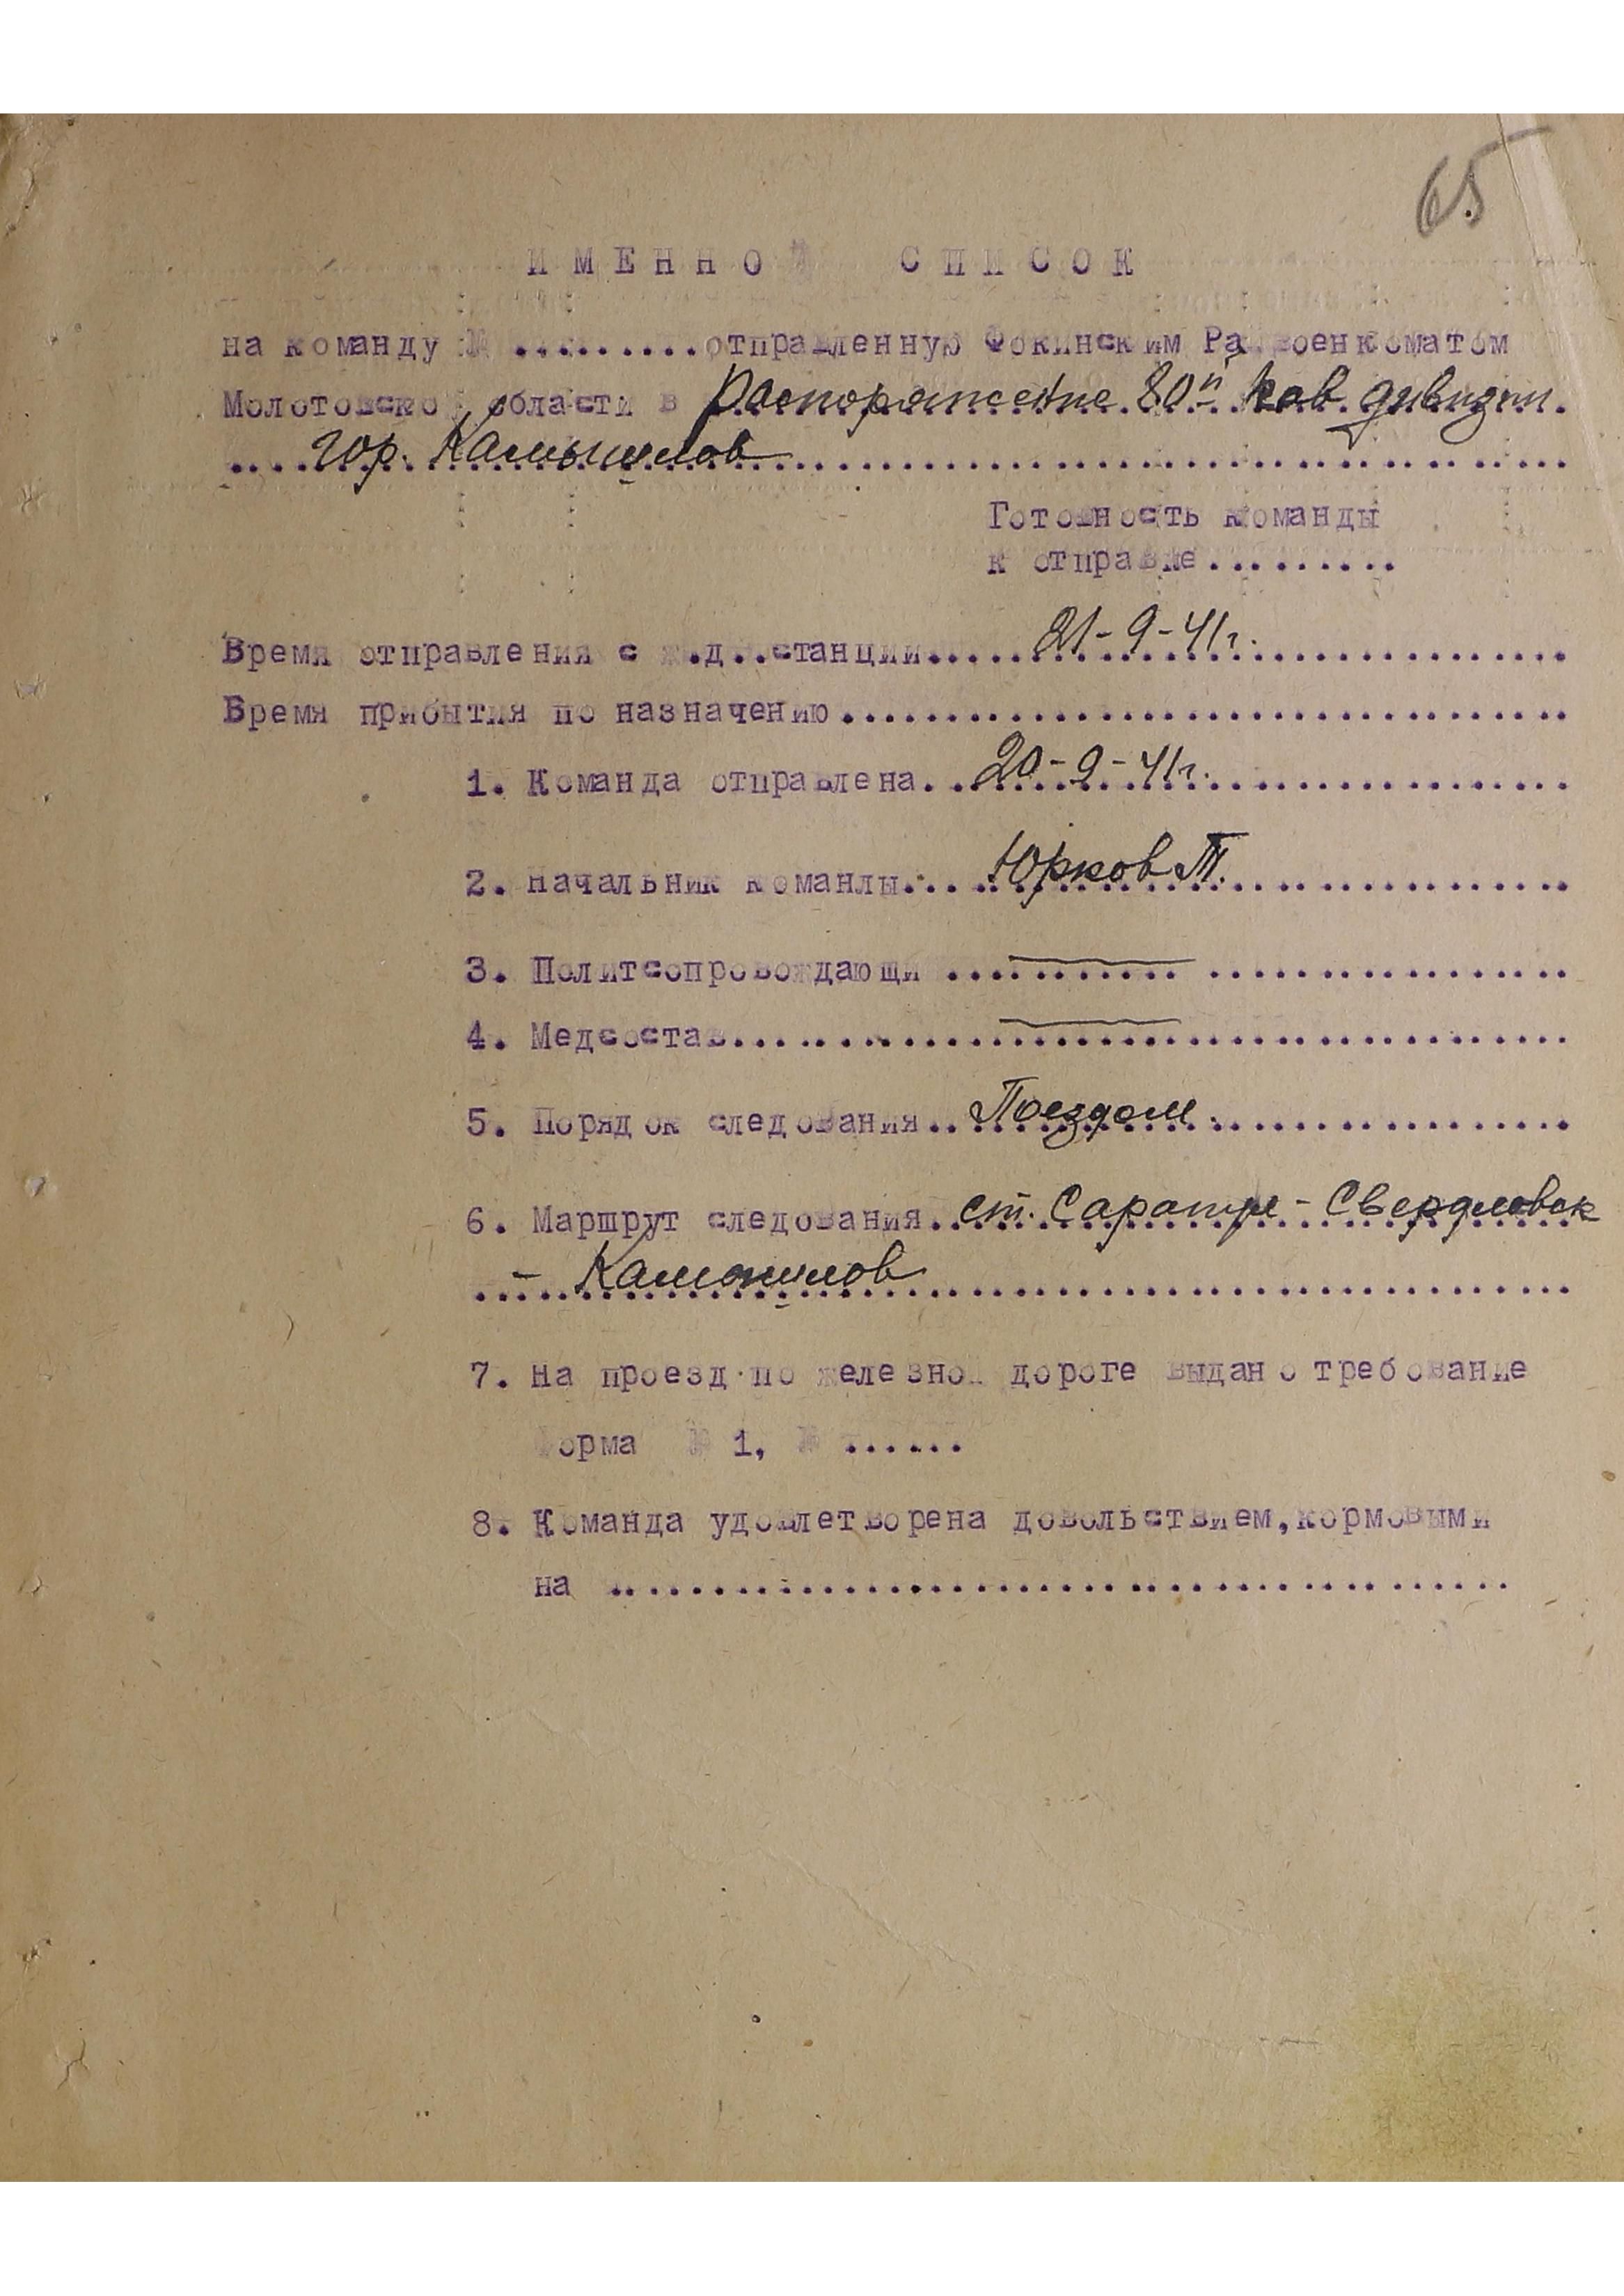 65
ИМЕННОЙ СПИСОК
на команду № ..........отправленную Фокинским Райвоенкоматом
Молотовской области в распоряжение 80й кав дивизии.
гор. Камышлов
Готовность команды
к отправке.........
Время отправления с ж.д..станции..... 21-9-41г.
Время прибытия по назначению
1. Команда отправлена. 20-9-41г.
2. Начальник команлы. Юрков Т.
3. Политсопровождающий
4. Медсостав
5. Порядок следования.. Поездом.
6. Маршрут следования.. ст. - Свердловск
- Камышлов
7. На проезд по железной дороге выдано требование
форма № 1, № ......
8. Команда удовлетворена довольствием, кормовыми
на